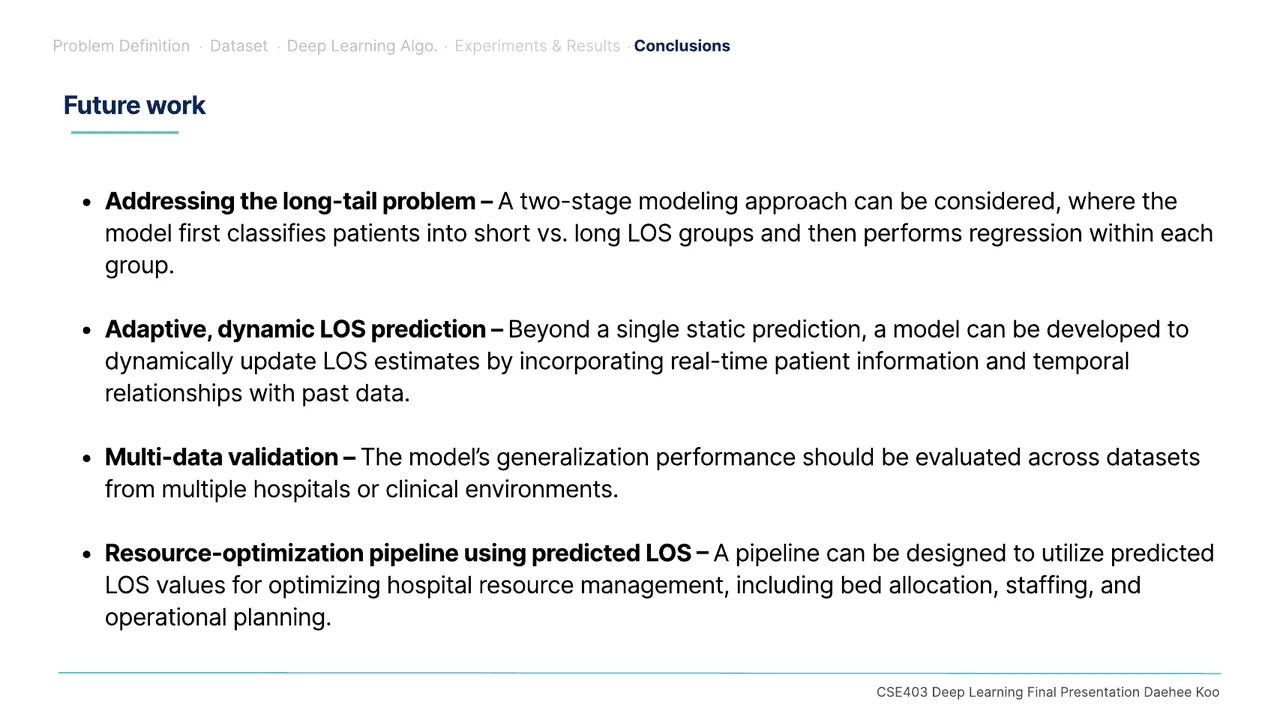 Problem Definition · Dataset · Deep Learning Algo. · Experiments & Results · Conclusions
Future work
• Addressing the long-tail problem – A two-stage modeling approach can be considered, where the
model first classifies patients into short vs. long LOS groups and then performs regression within each
group.
• Adaptive, dynamic LOS prediction – Beyond a single static prediction, a model can be developed to
dynamically update LOS estimates by incorporating real-time patient information and temporal
relationships with past data.
• Multi-data validation – The model’s generalization performance should be evaluated across datasets
from multiple hospitals or clinical environments.
• Resource-optimization pipeline using predicted LOS – A pipeline can be designed to utilize predicted
LOS values for optimizing hospital resource management, including bed allocation, staffing, and
operational planning.
CSE403 Deep Learning Final Presentation Daehee Koo